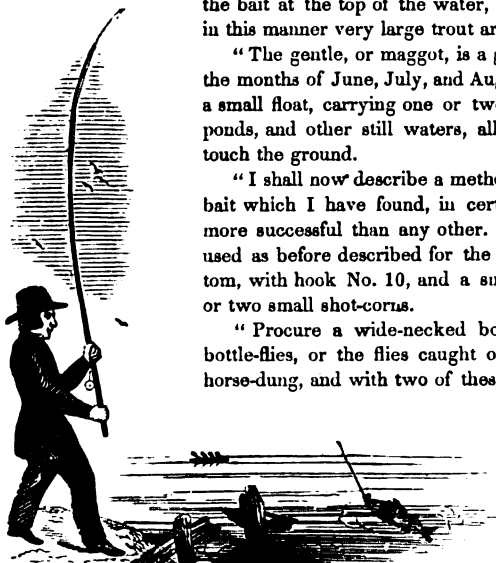 the bait at the top of the water,
in this manner very large trout ar
“ The gentle, or maggot, is a g
the months of June, July, and Au
a small float, carrying one or tw
ponds, and other still waters, all
touch the ground.
“ I shall now describe a meth
bait which I have found, in cert
more successful than any other.
used as before described for the
tom, with hook No. 10, and a s
or two small shot-corns.
“ Procure a wide-necked bo
bottle-flies, or the flies caught o
horse-dung, and with two of thes